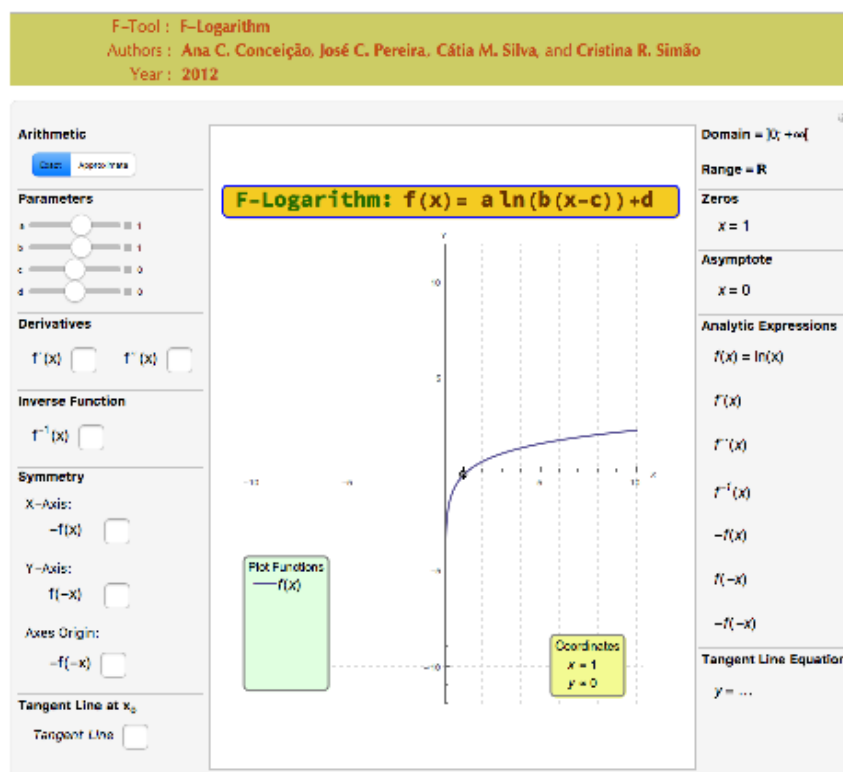 F-Tool : F-Logarithm
Authors : Ana C. Conceição, José C. Pereira, Cátia M. Silva, and Cristina R. Simão
Year : 2012
Arithmetic
Exact Approximate
Parameters
a 1
b 1
c 0
d 0
Derivatives
f'(x) f''(x)
Inverse Function
f⁻¹(x)
Symmetry
X-Axis:
-f(x)
Y-Axis:
f(-x)
Axes Origin:
-f(-x)
Tangent Line at x₀
Tangent Line
F-Logarithm: f(x)= a ln(b(x-c))+d
Y
10
5
-10 -5 5 10 X
-5
-10
Plot Functions
f(x)
Coordinates
x = 1
y = 0
Domain = ]0; +∞[
Range = ℝ
Zeros
x = 1
Asymptote
x = 0
Analytic Expressions
f(x) = ln(x)
f'(x)
f''(x)
f⁻¹(x)
-f(x)
f(-x)
-f(-x)
Tangent Line Equation
y = ...